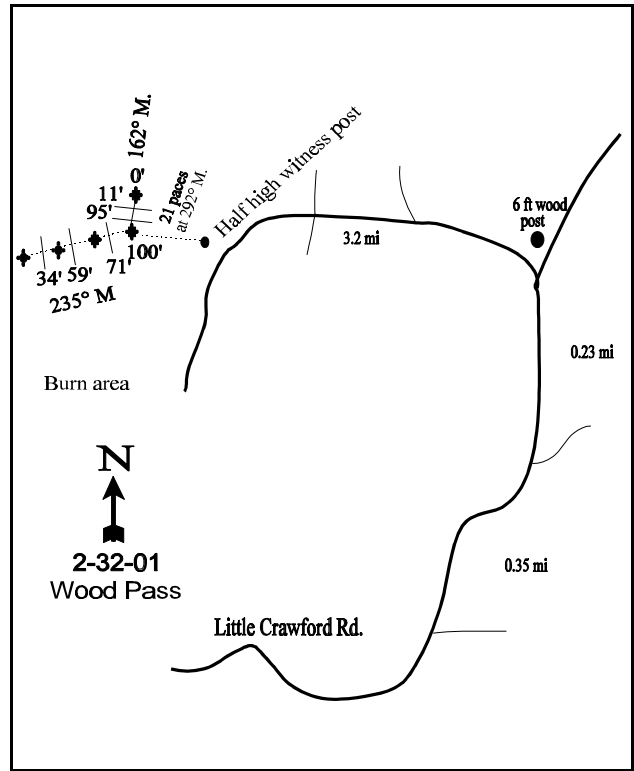 162° M.
0'
11'
95'
21 paces
at 292° M.
Half high witness post
100'
71'
34' 59'
235° M
6 ft wood
post
3.2 mi
0.23 mi
Burn area
N
2-32-01
Wood Pass
0.35 mi
Little Crawford Rd.